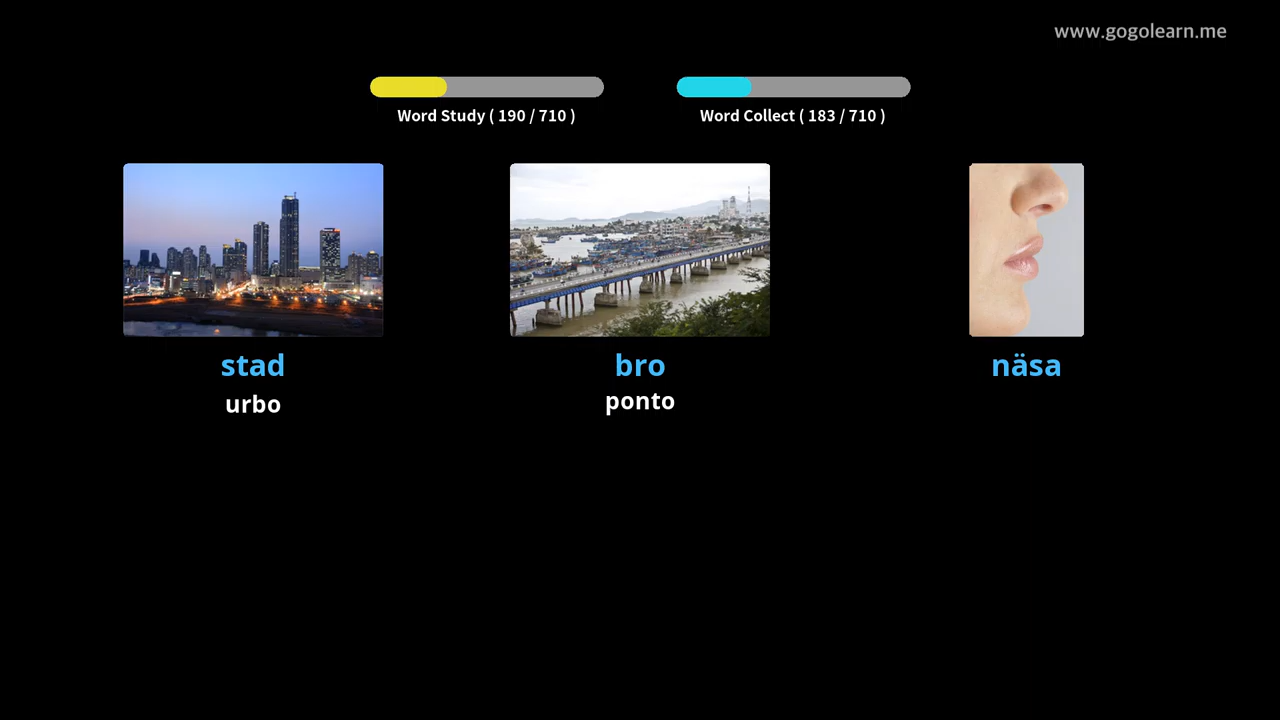 www.gogolearn.me
Word Study ( 190 / 710 )
Word Collect ( 183 / 710 )
stad
bro
näsa
urbo
ponto